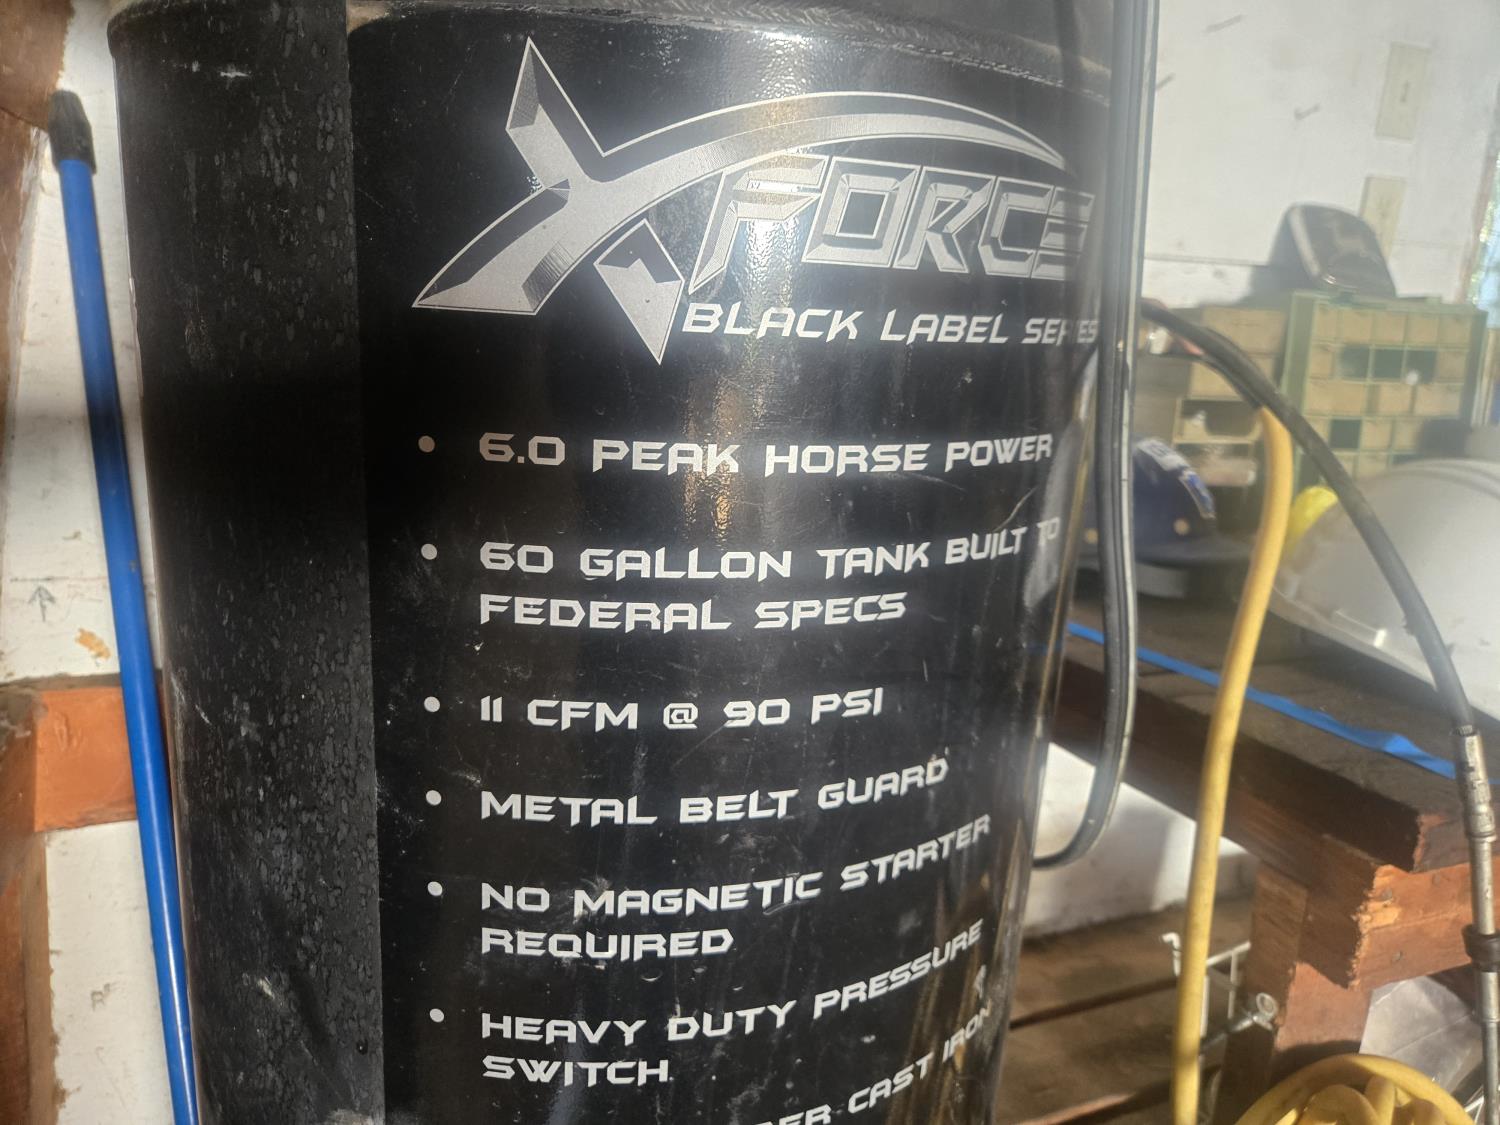 XFORCE
BLACK LABEL SERIES
• 6.0 PEAK HORSE POWER
• 60 GALLON TANK BUILT TO
FEDERAL SPECS
• 11 CFM @ 90 PSI
• METAL BELT GUARD
• NO MAGNETIC STARTER
REQUIRED
• HEAVY DUTY PRESSURE
SWITCH
CAST IRON